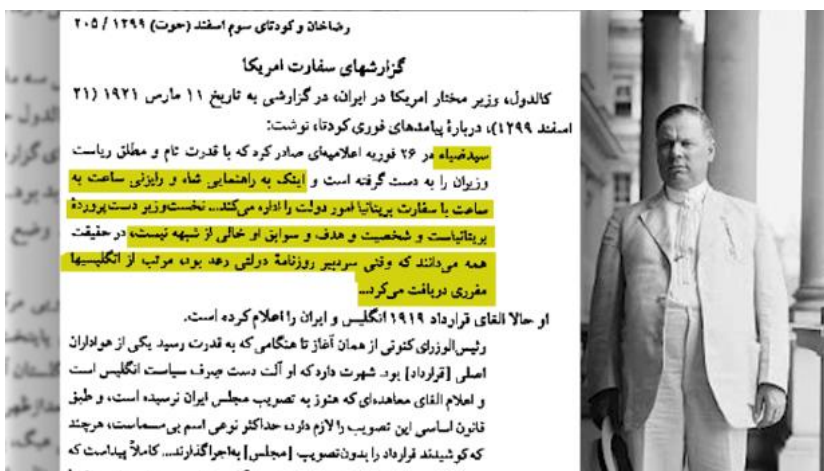 رضاخان و کودتای سوم اسفند (حوت) ۱۲۹۹ / ۲۰۵
گزارشهای سفارت امریکا
کالدول، وزیر مختار امریکا در ایران، در گزارشی به تاریخ ۱۱ مارس ۱۹۲۱ (۲۱
اسفند ۱۲۹۹)، دربارهٔ پیامدهای فوری کودتا، نوشت:
سیدضیاء در ۲۶ فوریه اعلامیه‌ای صادر کرد که با قدرت تام و مطلق ریاست
وزیران را به دست گرفته است و اینک به راهنمایی شاه و رایزنی ساعت به
ساعت با سفارت بریتانیا امور دولت را اداره می‌کند... نخست‌وزیر دست‌پروردهٔ
بریتانیاست و شخصیت و هدف و سوابق او خالی از شبهه نیست، در حقیقت
همه می‌دانند که وقتی سردبیر روزنامهٔ دولتی رعد بود، مرتب از انگلیسیها
مقرری دریافت می‌کرد...
او حالا الغای قرارداد ۱۹۱۹ انگلیس و ایران را اعلام کرده است.
رئیس‌الوزرای کنونی از همان آغاز تا هنگامی که به قدرت رسید یکی از هواداران
اصلی [قرارداد] بود. شهرت دارد که او آلت دست صِرف سیاست انگلیس است
و اعلام الغای معاهده‌ای که هنوز به تصویب مجلس ایران نرسیده است، و طبق
قانون اساسی این تصویب را لازم دارد، حداکثر نوعی اسم بی‌مسماست، هرچند
که کوشیدند قرارداد را بدون تصویب [مجلس] به‌اجرا گذارند... کاملاً پیداست که